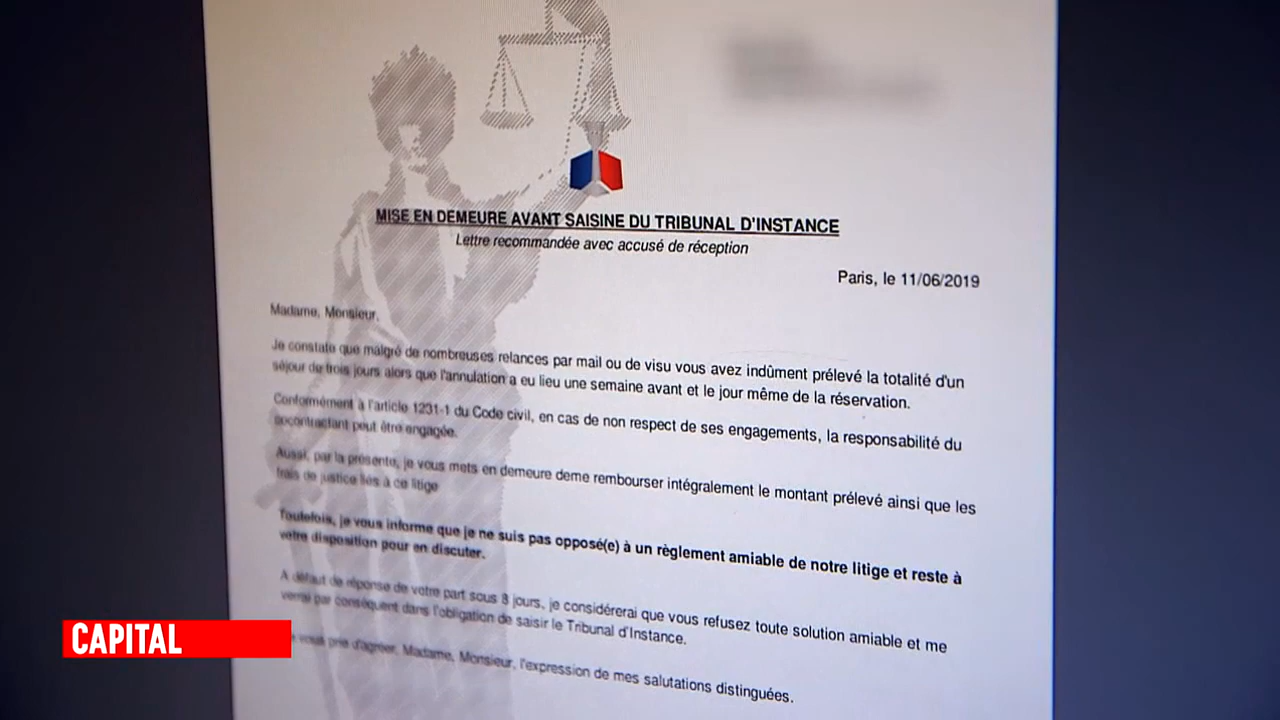 MISE EN DEMEURE AVANT SAISINE DU TRIBUNAL D'INSTANCE
Lettre recommandée avec accusé de réception
Paris, le 11/06/2019
Madame, Monsieur,
Je constate que malgré de nombreuses relances par mail ou de visu vous avez indûment prélevé la totalité d'un
séjour de trois jours alors que l'annulation a eu lieu une semaine avant et le jour même de la réservation.
Conformément à l'article 1231-1 du Code civil, en cas de non respect de ses engagements, la responsabilité du
cocontractant peut être engagée.
Aussi, par la présente, je vous mets en demeure deme rembourser intégralement le montant prélevé ainsi que les
frais de justice liés à ce litige
Toutefois, je vous informe que je ne suis pas opposé(e) à un règlement amiable de notre litige et reste à
votre disposition pour en discuter.
A défaut de réponse de votre part sous 8 jours, je considérerai que vous refusez toute solution amiable et me
verrai par conséquent dans l'obligation de saisir le Tribunal d'Instance.
vous prie d'agréer, Madame, Monsieur, l'expression de mes salutations distinguées.
CAPITAL